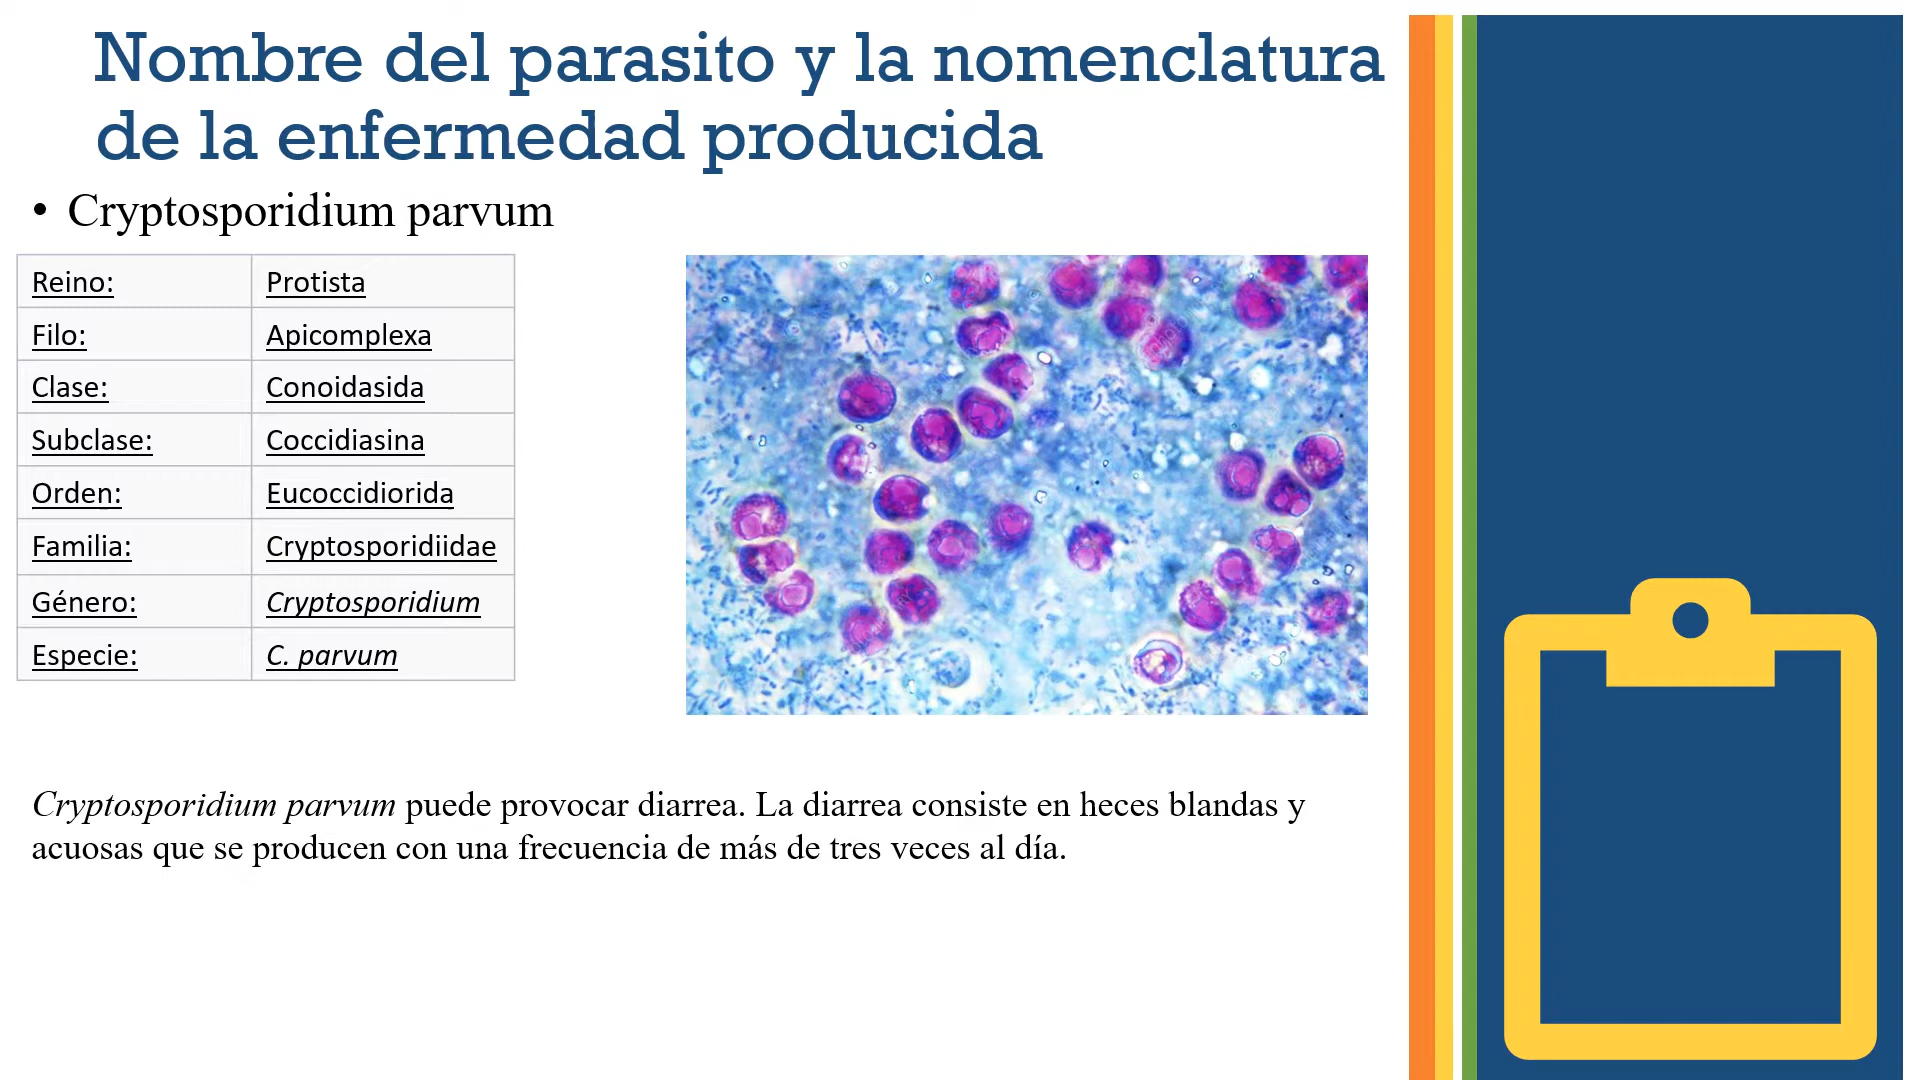 Nombre del parasito y la nomenclatura
de la enfermedad producida
• Cryptosporidium parvum
Reino: Protista
Filo: Apicomplexa
Clase: Conoidasida
Subclase: Coccidiasina
Orden: Eucoccidiorida
Familia: Cryptosporidiidae
Género: Cryptosporidium
Especie: C. parvum
Cryptosporidium parvum puede provocar diarrea. La diarrea consiste en heces blandas y
acuosas que se producen con una frecuencia de más de tres veces al día.